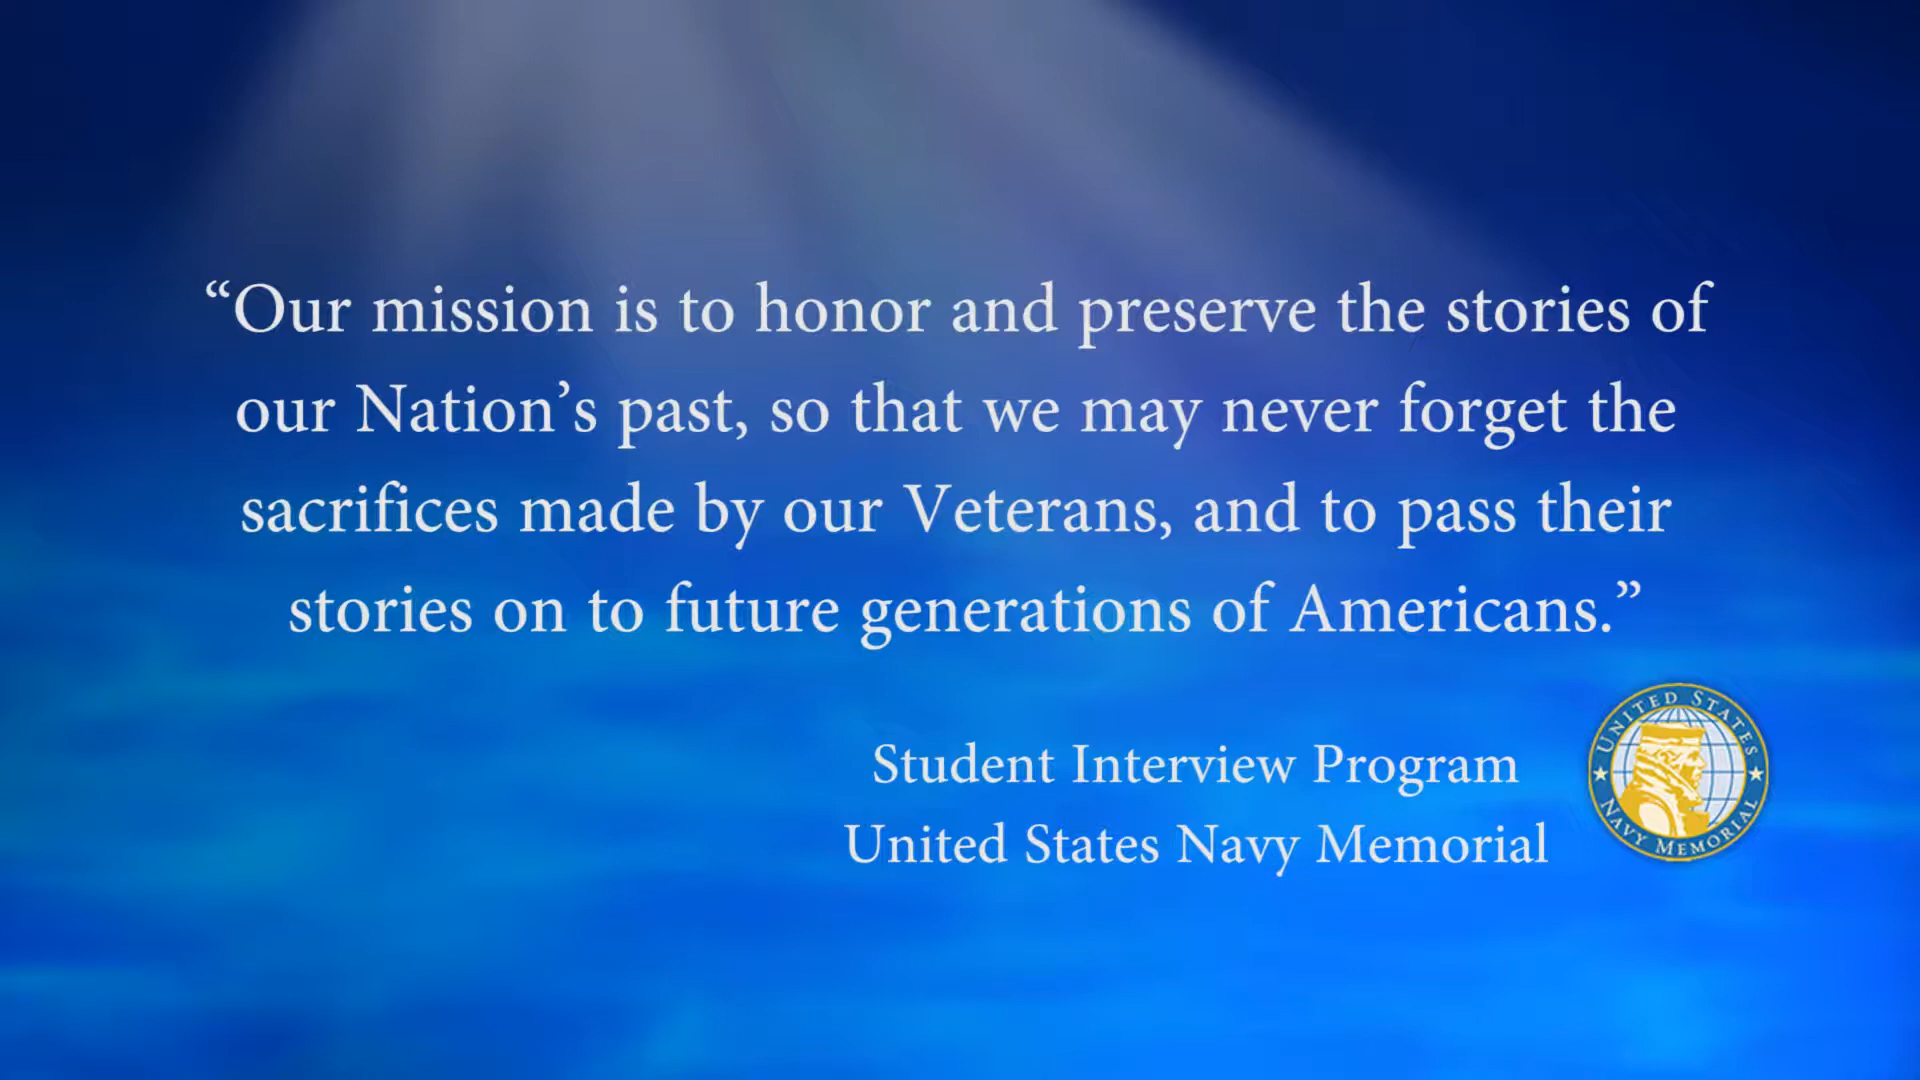 “Our mission is to honor and preserve the stories of
our Nation’s past, so that we may never forget the
sacrifices made by our Veterans, and to pass their
stories on to future generations of Americans.”
Student Interview Program
United States Navy Memorial
UNITED STATES
NAVY MEMORIAL